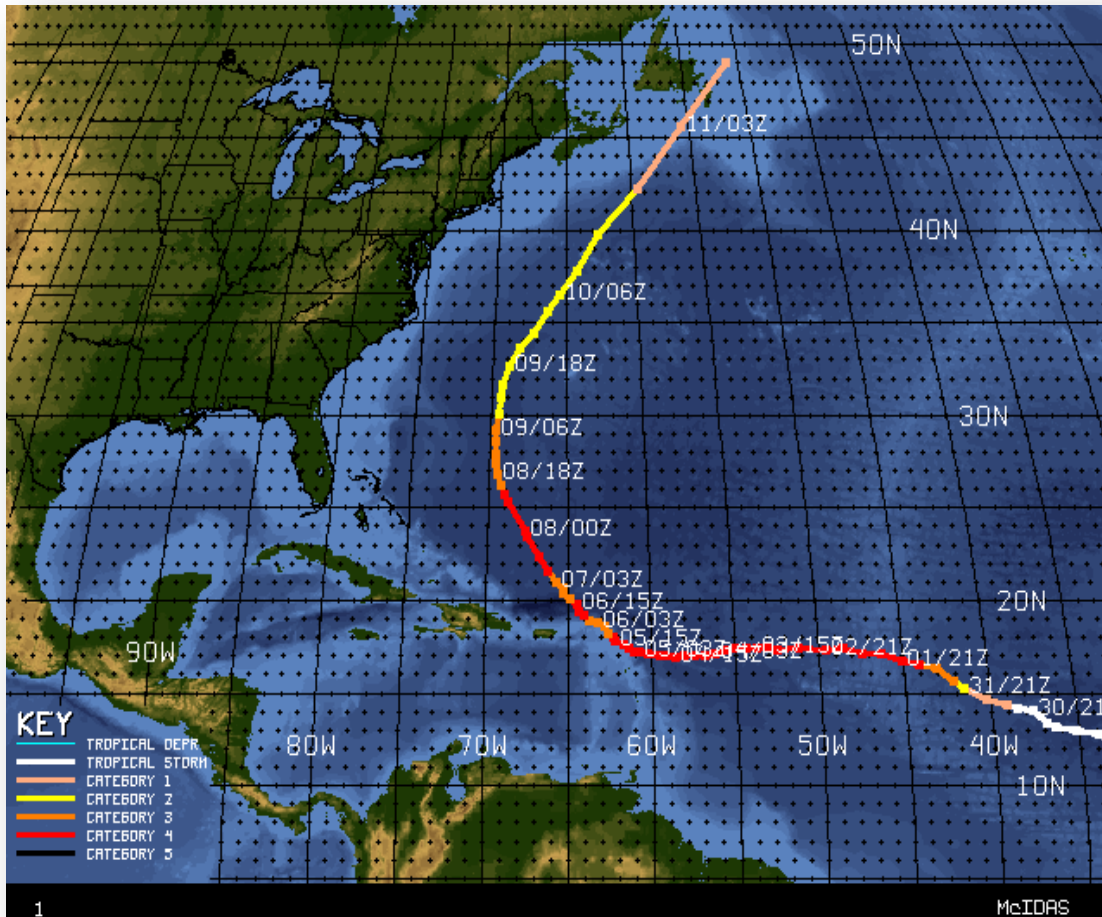 50N
11/03Z
40N
10/06Z
09/18Z
30N
09/06Z
08/18Z
08/00Z
07/03Z
06/15Z
20N
06/03Z
05/15Z
90W
02/21Z
01/21Z
31/21Z
30/21
KEY
TROPICAL DEPR
TROPICAL STORM
CATEGORY 1
CATEGORY 2
CATEGORY 3
CATEGORY 4
CATEGORY 5
80W
70W
60W
50W
40W
10N
1
McIDAS